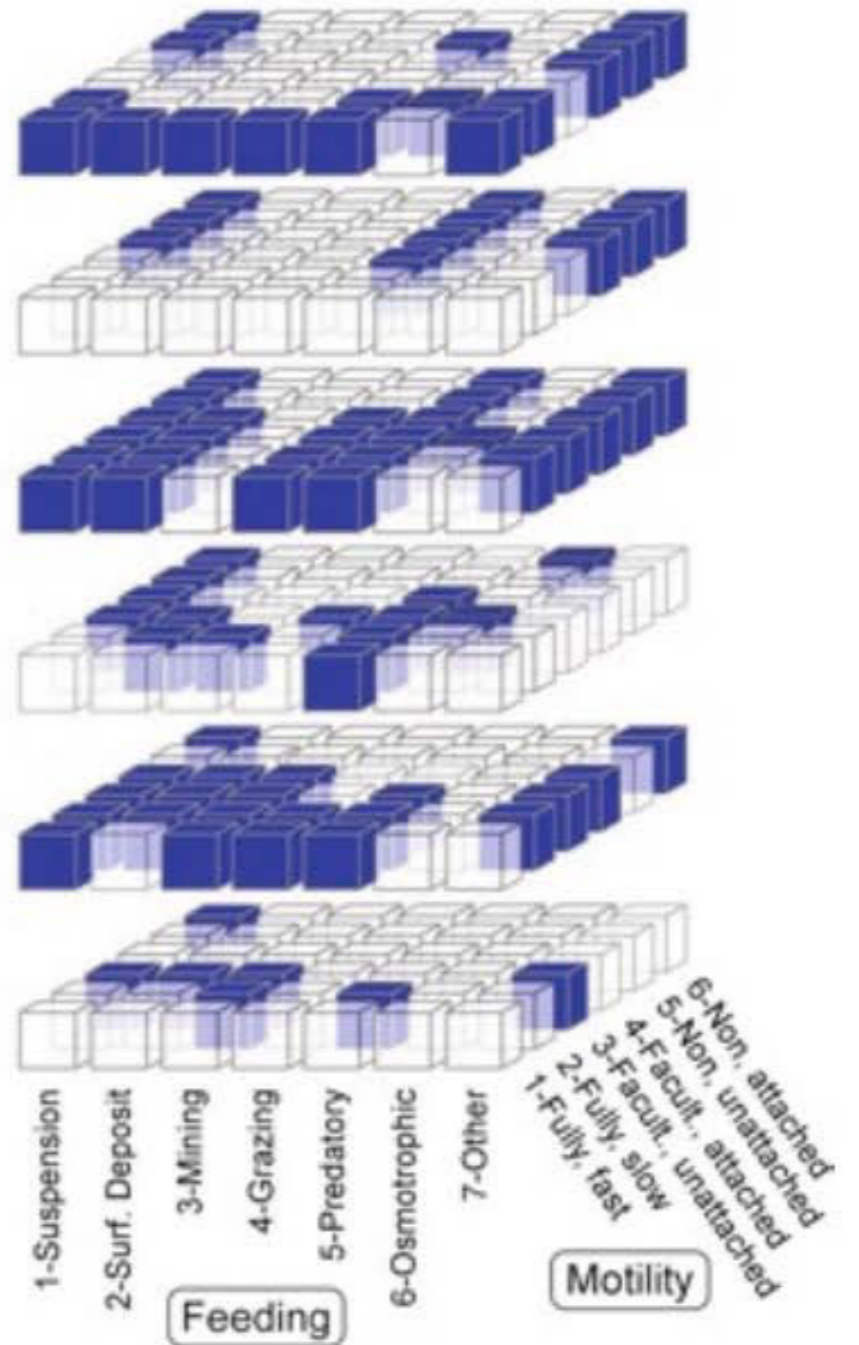 1-Suspension
2-Surf. Deposit
3-Mining
4-Grazing
5-Predatory
6-Osmotrophic
7-Other
1-Fully, fast
2-Fully, slow
3-Facult., unattached
4-Facult., attached
5-Non, unattached
6-Non, attached
Feeding
Motility